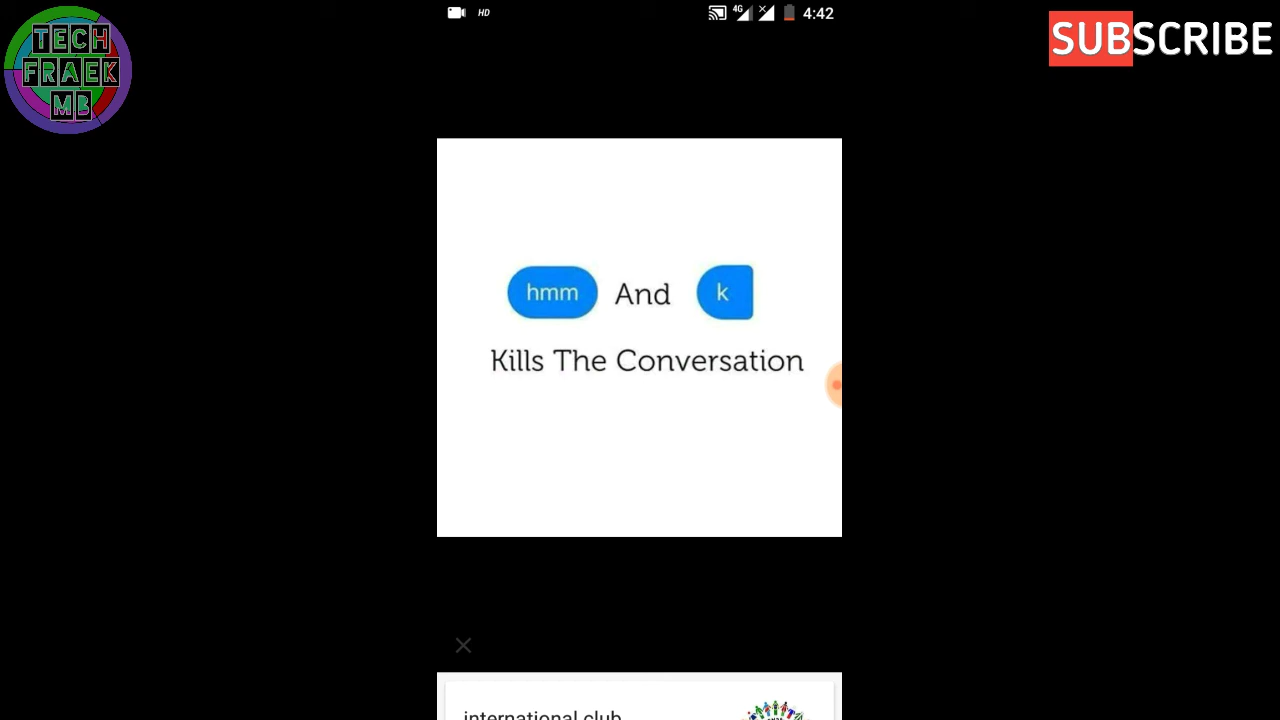 TECH
FRAEK
MB
HD
4G
4:42
SUBSCRIBE
hmm And k
Kills The Conversation
international club